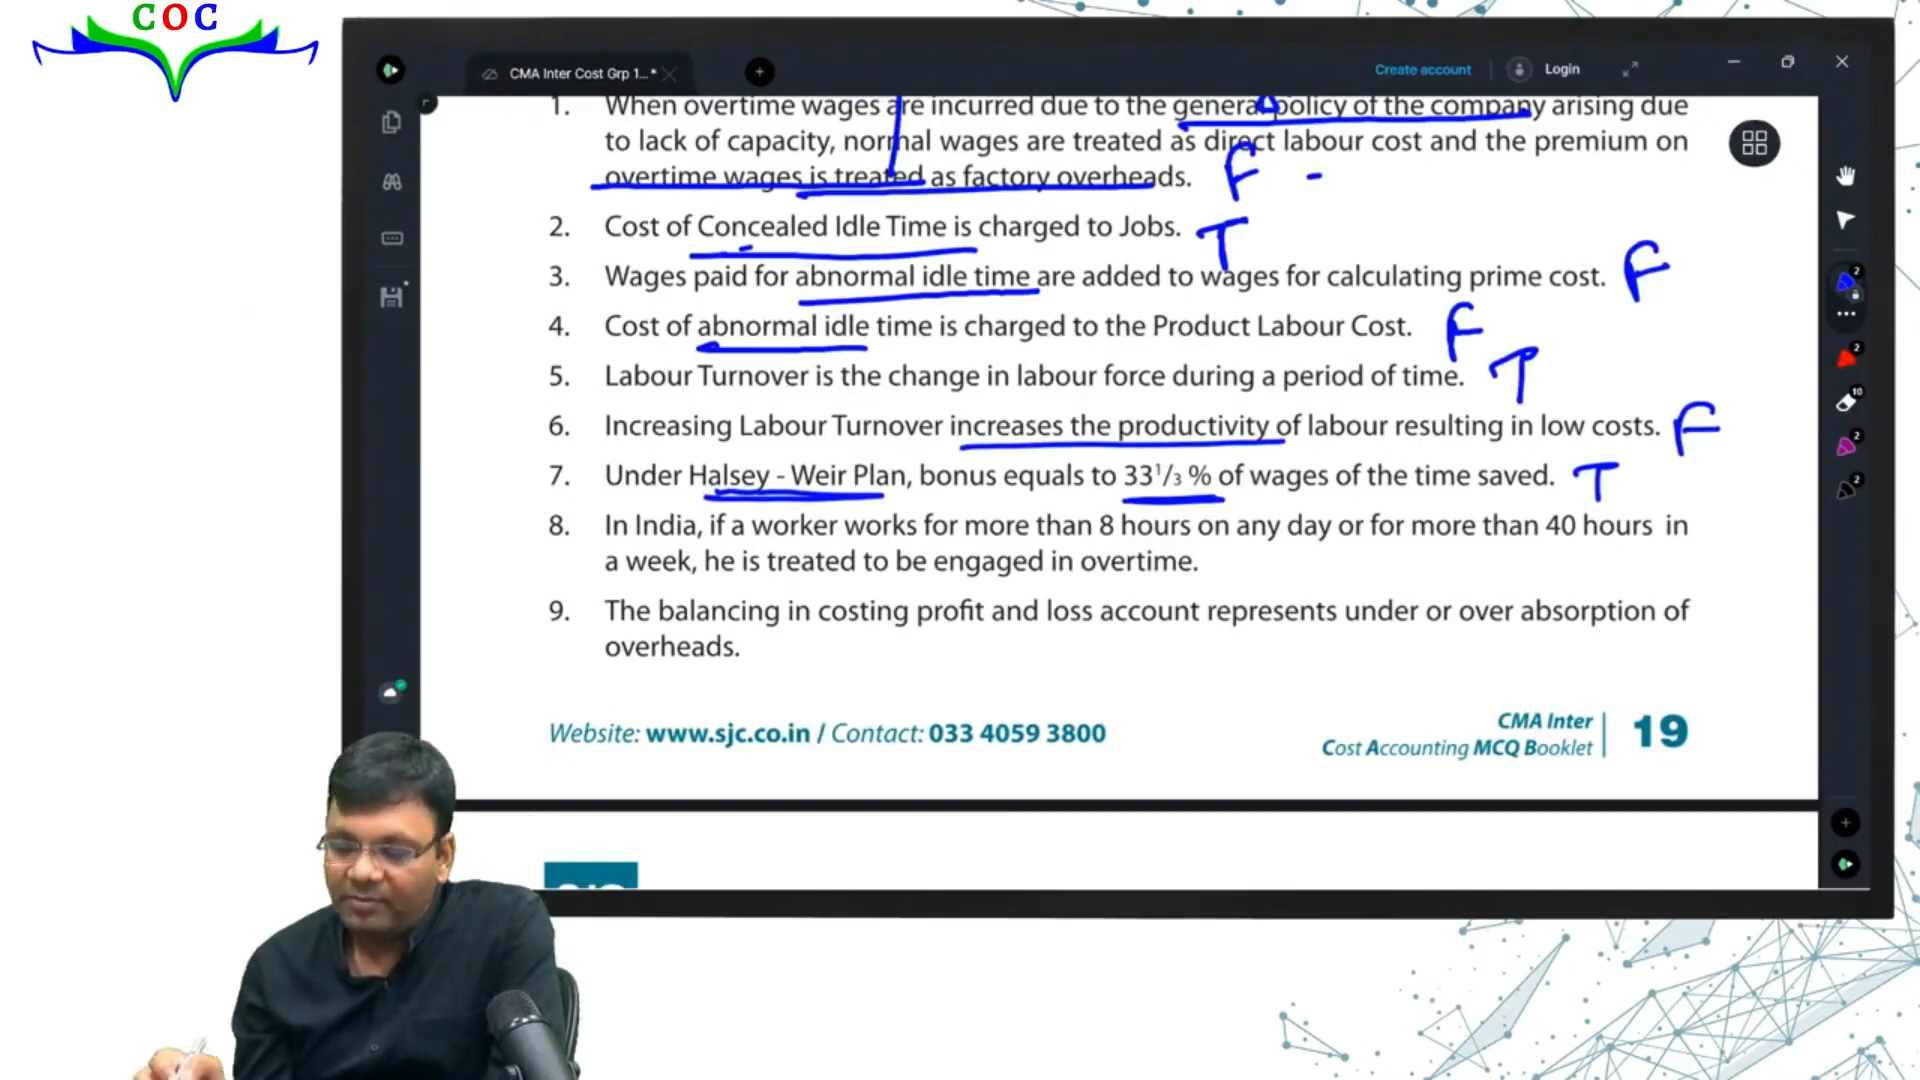 COC
CMA Inter Cost Grp 1...*
Create account
Login
1. When overtime wages are incurred due to the general policy of the company arising due
to lack of capacity, normal wages are treated as direct labour cost and the premium on
overtime wages is treated as factory overheads. F -
2. Cost of Concealed Idle Time is charged to Jobs. T
3. Wages paid for abnormal idle time are added to wages for calculating prime cost. F
4. Cost of abnormal idle time is charged to the Product Labour Cost. F
5. Labour Turnover is the change in labour force during a period of time. T
6. Increasing Labour Turnover increases the productivity of labour resulting in low costs. F
7. Under Halsey - Weir Plan, bonus equals to 33 1/3 % of wages of the time saved. T
8. In India, if a worker works for more than 8 hours on any day or for more than 40 hours in
a week, he is treated to be engaged in overtime.
9. The balancing in costing profit and loss account represents under or over absorption of
overheads.
Website: www.sjc.co.in / Contact: 033 4059 3800
CMA Inter
Cost Accounting MCQ Booklet
19
2
2
10
2
2